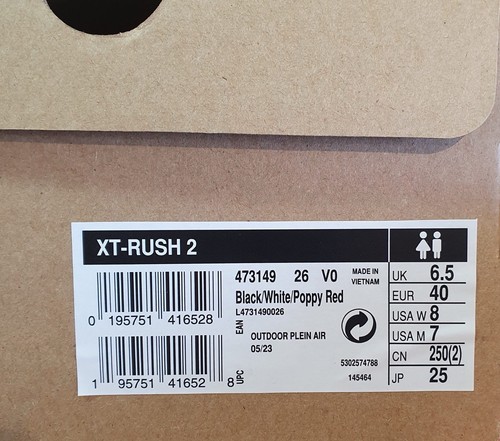 XT-RUSH 2
0 195751 416528
1 95751 41652 8
EAN
UPC
473149 26 V0
Black/White/Poppy Red
L4731490026
OUTDOOR PLEIN AIR
05/23
MADE IN
VIETNAM
5302574788
145464
UK 6.5
EUR 40
USA W 8
USA M 7
CN 250(2)
JP 25